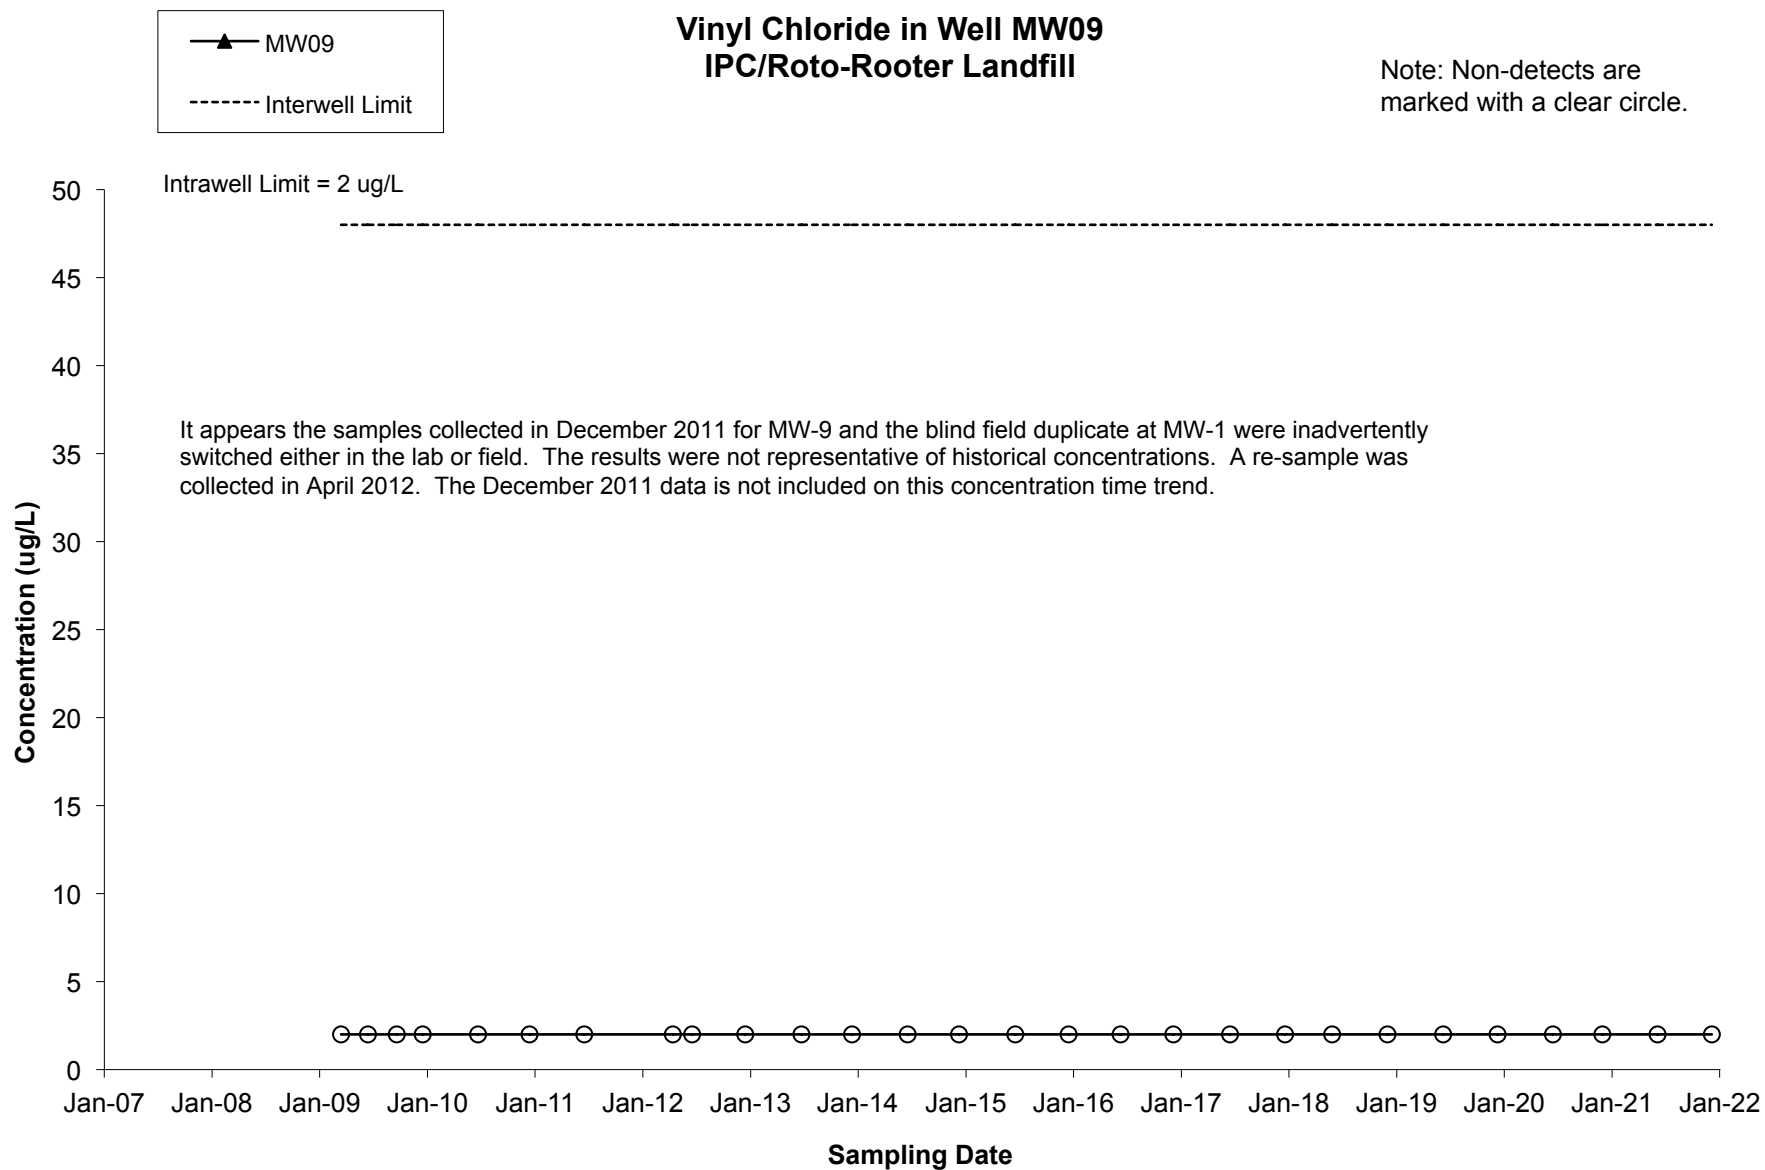 MW09
Interwell Limit
Vinyl Chloride in Well MW09
IPC/Roto-Rooter Landfill
Note: Non-detects are
marked with a clear circle.
Intrawell Limit = 2 ug/L
50
45
40
35
30
25
20
15
10
5
0
Concentration (ug/L)
It appears the samples collected in December 2011 for MW-9 and the blind field duplicate at MW-1 were inadvertently
switched either in the lab or field.  The results were not representative of historical concentrations.  A re-sample was
collected in April 2012.  The December 2011 data is not included on this concentration time trend.
Jan-07 Jan-08 Jan-09 Jan-10 Jan-11 Jan-12 Jan-13 Jan-14 Jan-15 Jan-16 Jan-17 Jan-18 Jan-19 Jan-20 Jan-21 Jan-22
Sampling Date